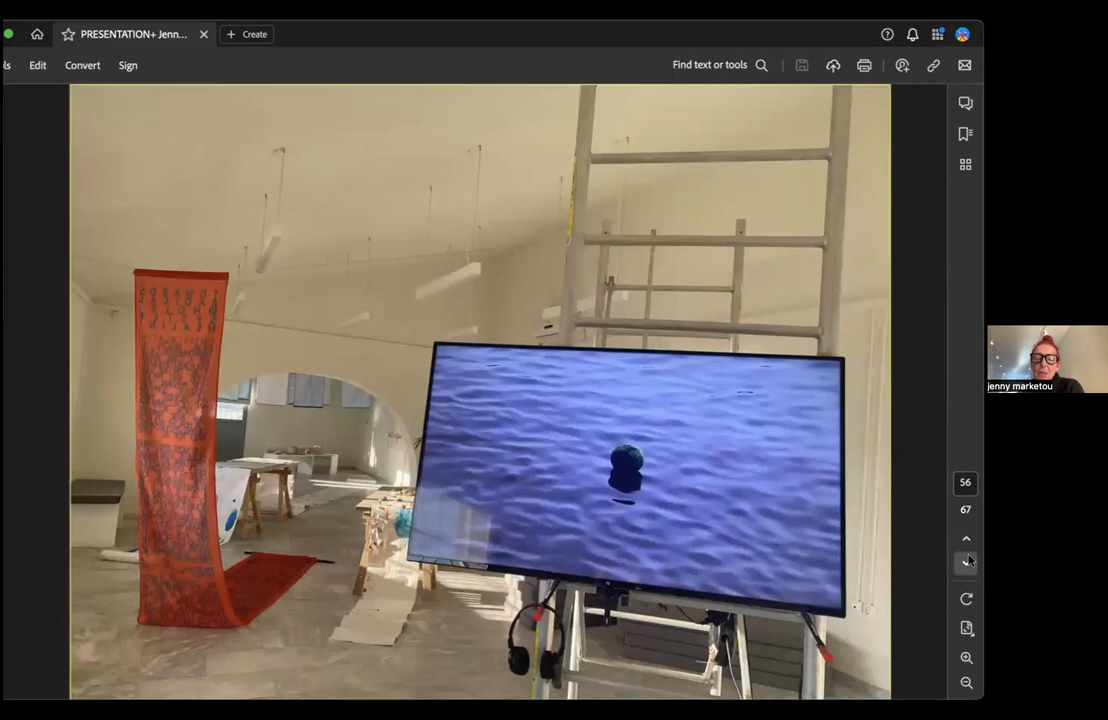 PRESENTATION+ Jenn...
+ Create
ls
Edit
Convert
Sign
Find text or tools
jenny marketou
56
67